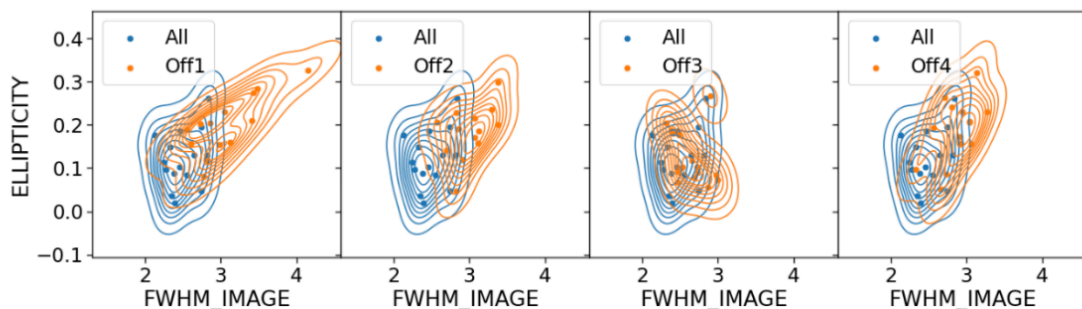 All
Off1
All
Off2
All
Off3
All
Off4
ELLIPTICITY
0.4
0.3
0.2
0.1
0.0
−0.1
2 3 4 2 3 4 2 3 4 2 3 4
FWHM_IMAGE FWHM_IMAGE FWHM_IMAGE FWHM_IMAGE